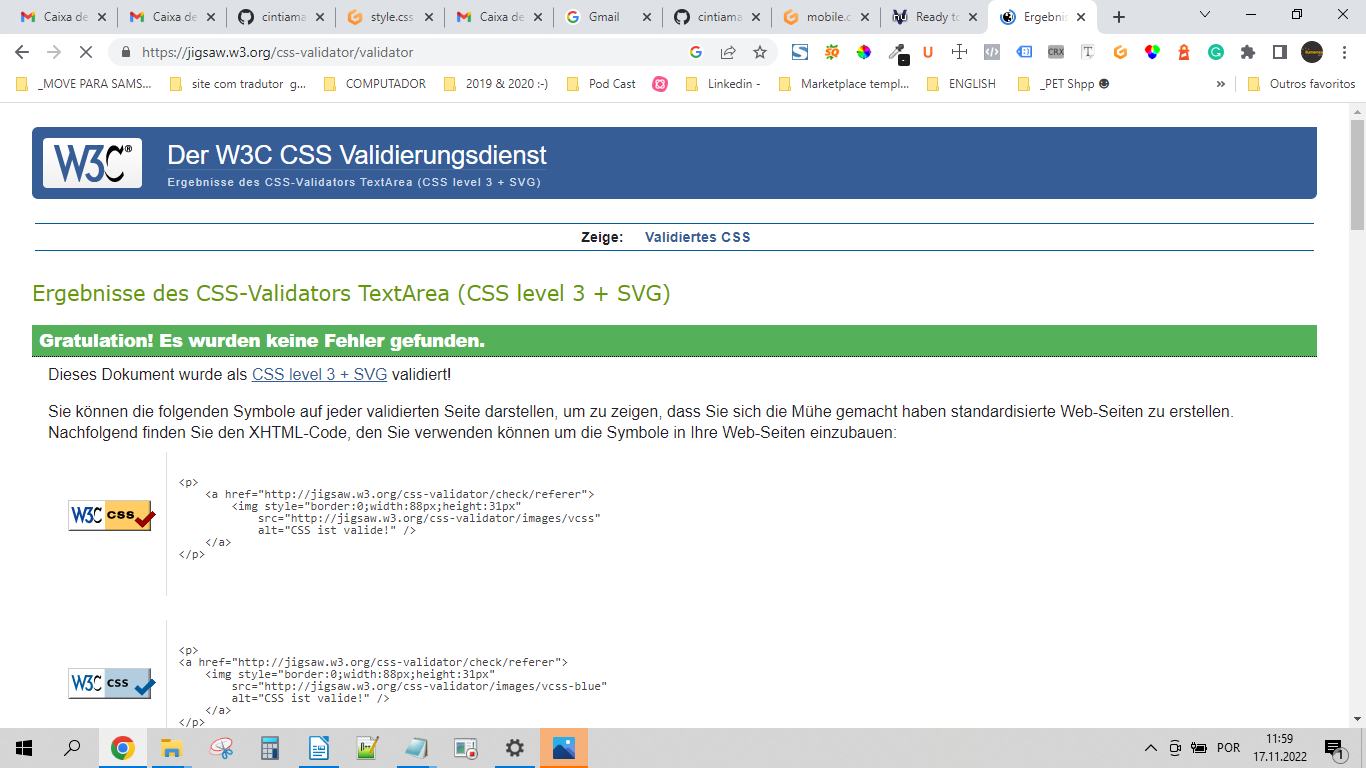 Caixa de
Caixa de
cintiama
style.css
Caixa de
Gmail
cintiama
mobile.c
Ready to
Ergebnis
https://jigsaw.w3.org/css-validator/validator
_MOVE PARA SAMS...
site com tradutor g...
COMPUTADOR
2019 & 2020 :-)
Pod Cast
Linkedin -
Marketplace templ...
ENGLISH
_PET Shpp
»
Outros favoritos
W3C®
Der W3C CSS Validierungsdienst
Ergebnisse des CSS-Validators TextArea (CSS level 3 + SVG)
Zeige: Validiertes CSS
Ergebnisse des CSS-Validators TextArea (CSS level 3 + SVG)
Gratulation! Es wurden keine Fehler gefunden.
Dieses Dokument wurde als CSS level 3 + SVG validiert!
Sie können die folgenden Symbole auf jeder validierten Seite darstellen, um zu zeigen, dass Sie sich die Mühe gemacht haben standardisierte Web-Seiten zu erstellen.
Nachfolgend finden Sie den XHTML-Code, den Sie verwenden können um die Symbole in Ihre Web-Seiten einzubauen:
W3C css
<p>
<a href="http://jigsaw.w3.org/css-validator/check/referer">
<img style="border:0;width:88px;height:31px"
src="http://jigsaw.w3.org/css-validator/images/vcss"
alt="CSS ist valide!" />
</a>
</p>
W3C css
<p>
<a href="http://jigsaw.w3.org/css-validator/check/referer">
<img style="border:0;width:88px;height:31px"
src="http://jigsaw.w3.org/css-validator/images/vcss-blue"
alt="CSS ist valide!" />
</a>
</p>
POR
11:59
17.11.2022
1